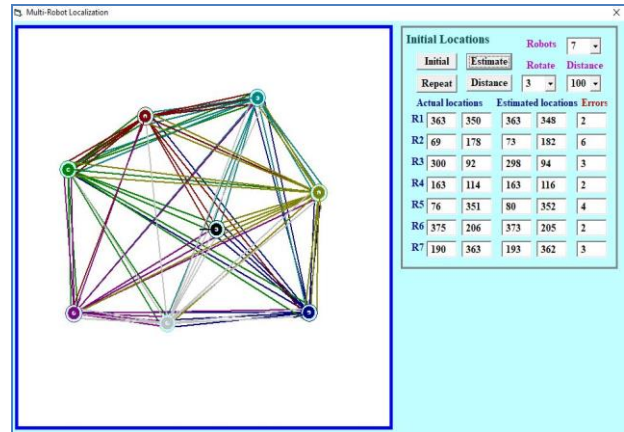 Multi-Robot Localization
Initial Locations
Robots 7
Initial Estimate Rotate Distance
Repeat Distance 3 100
Actual locations Estimated locations Errors
R1 363 350 363 348 2
R2 69 178 73 182 6
R3 300 92 298 94 3
R4 163 114 163 116 2
R5 76 351 80 352 4
R6 375 206 373 205 2
R7 190 363 193 362 3